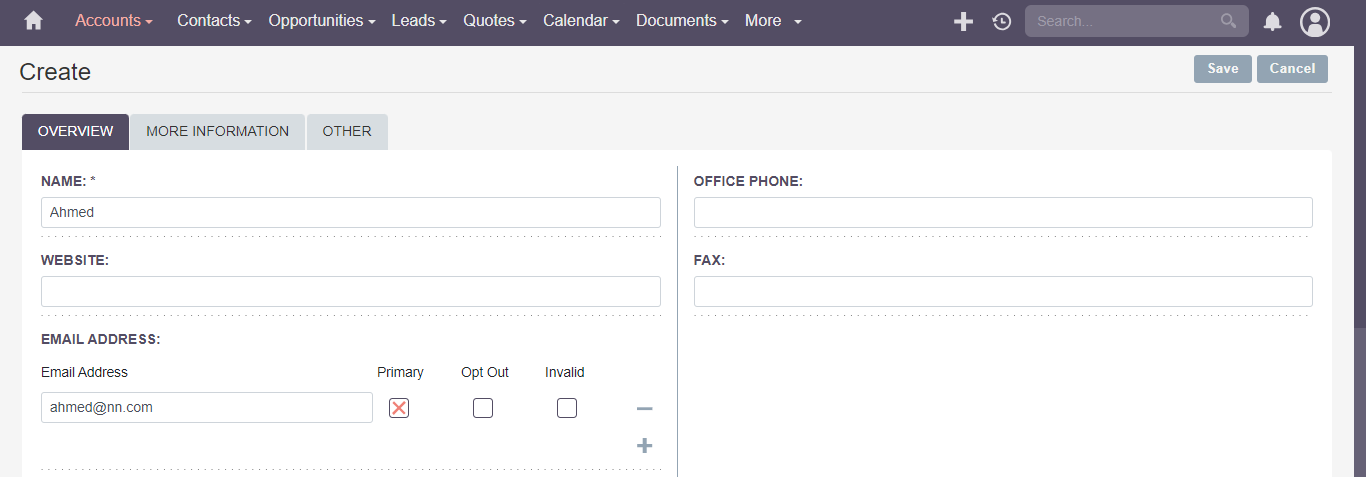 Accounts Contacts Opportunities Leads Quotes Calendar Documents More Search...
Create Save Cancel
OVERVIEW MORE INFORMATION OTHER
NAME: * OFFICE PHONE:
Ahmed
WEBSITE: FAX:
EMAIL ADDRESS:
Email Address Primary Opt Out Invalid
ahmed@nn.com